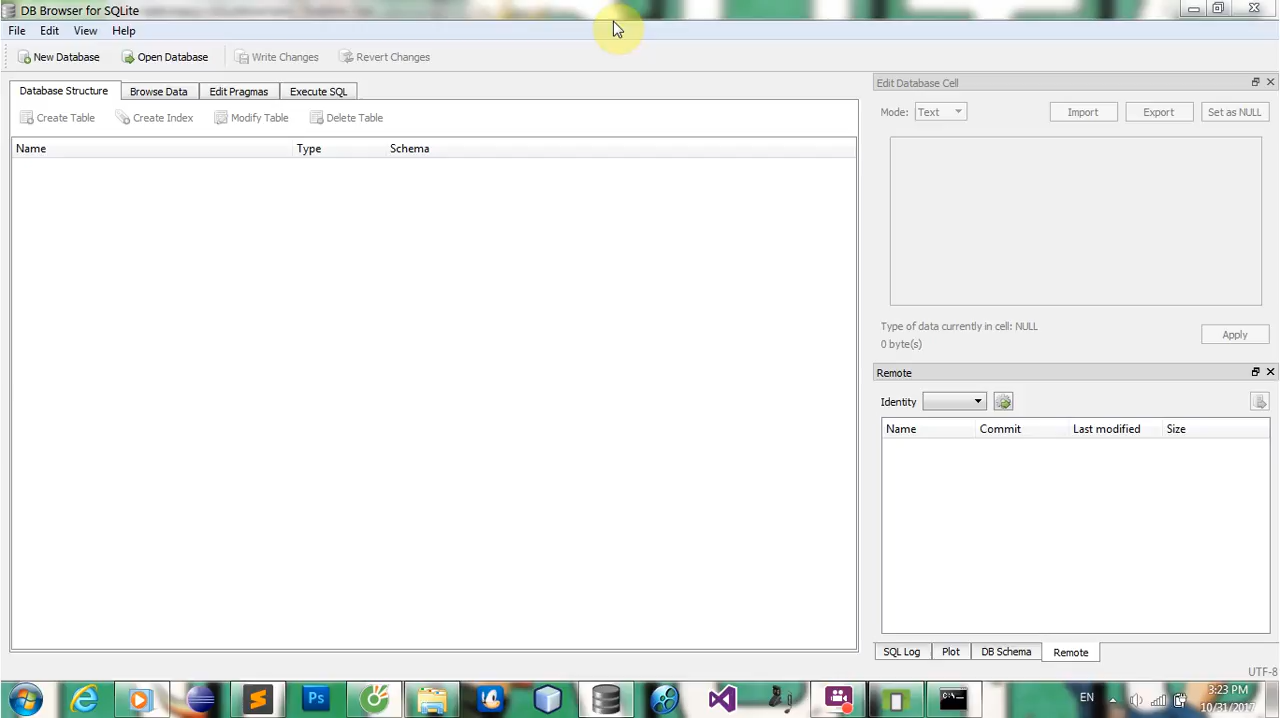 DB Browser for SQLite
File Edit View Help
New Database Open Database Write Changes Revert Changes
Database Structure Browse Data Edit Pragmas Execute SQL
Create Table Create Index Modify Table Delete Table
Name Type Schema
Edit Database Cell
Mode: Text Import Export Set as NULL
Type of data currently in cell: NULL
0 byte(s)
Apply
Remote
Identity
Name Commit Last modified Size
SQL Log Plot DB Schema Remote
UTF-8
Ps
C:\_
EN
3:23 PM
10/31/2017